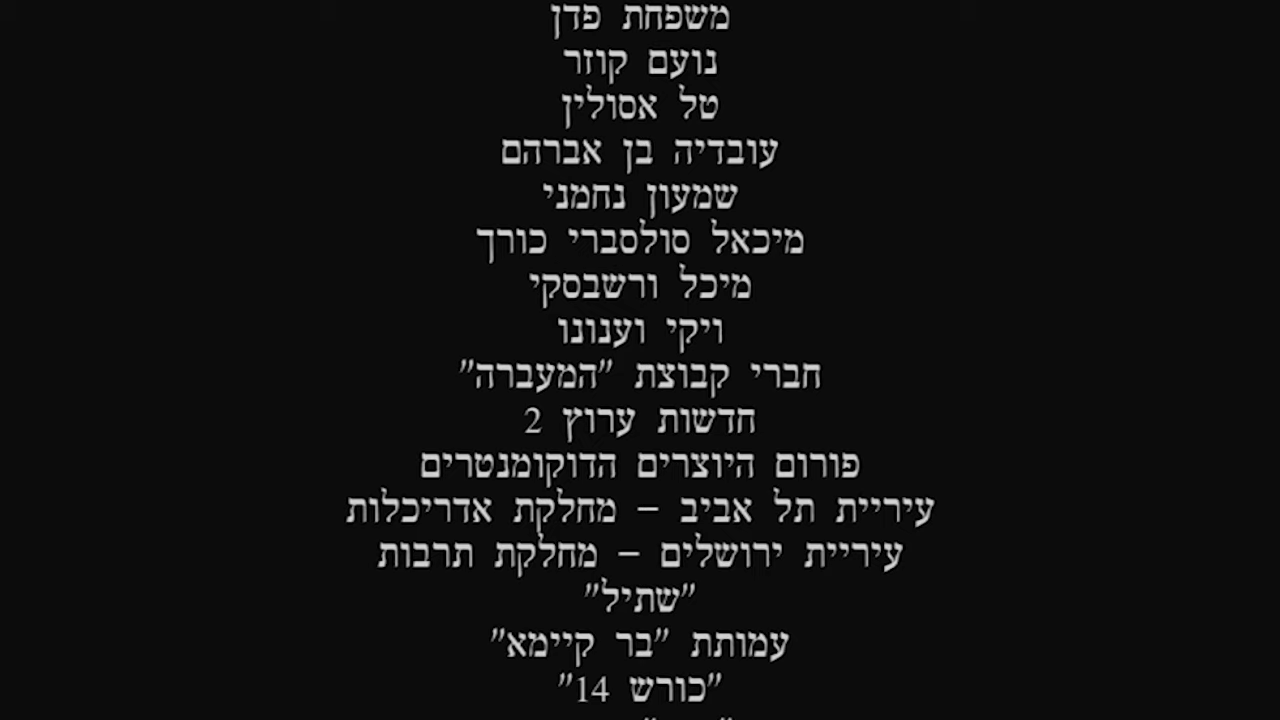 משפחת פדן
נועם קוזר
טל אסולין
עובדיה בן אברהם
שמעון נחמני
מיכאל סולסברי כורך
מיכל ורשבסקי
ויקי וענונו
חברי קבוצת "המעברה"
חדשות ערוץ 2
פורום היוצרים הדוקומנטרים
עיריית תל אביב – מחלקת אדריכלות
עיריית ירושלים – מחלקת תרבות
"שתיל"
עמותת "בר קיימא"
"כורש 14"